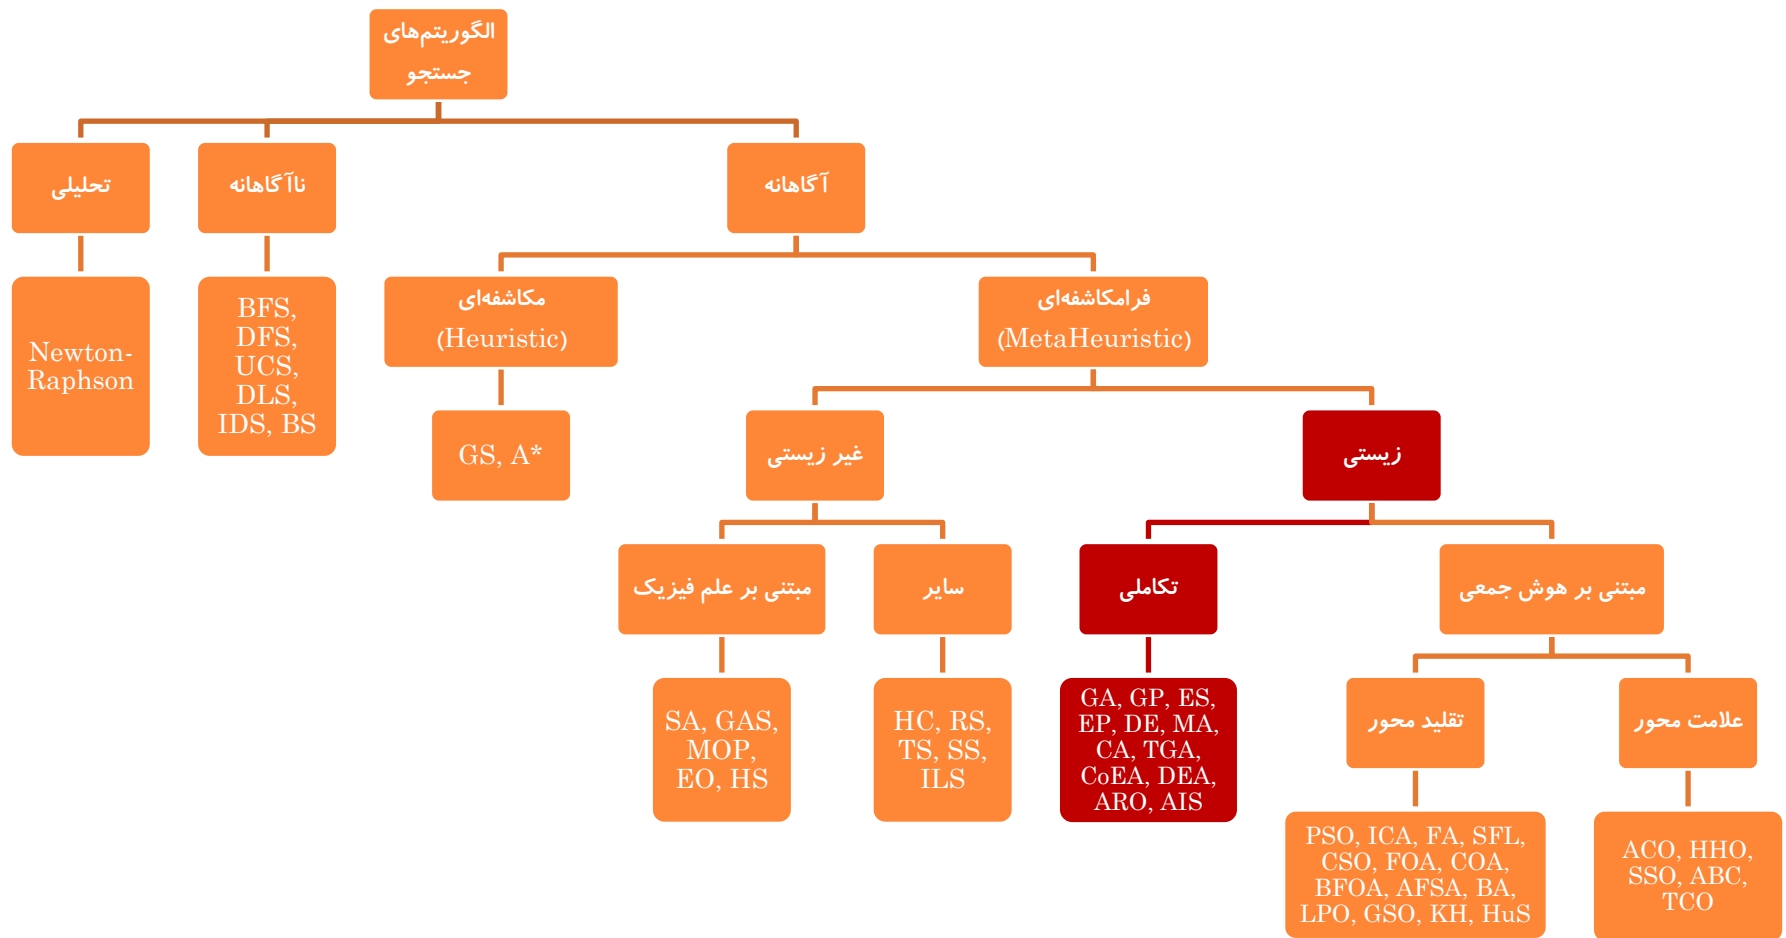 الگوریتم‌های
جستجو
آگاهانه
ناآگاهانه
تحلیلی
فرامکاشفه‌ای
(MetaHeuristic)
مکاشفه‌ای
(Heuristic)
BFS,
DFS,
UCS,
DLS,
IDS, BS
Newton-
Raphson
زیستی
غیر زیستی
GS, A*
مبتنی بر هوش جمعی
تکاملی
سایر
مبتنی بر علم فیزیک
علامت محور
تقلید محور
GA, GP, ES,
EP, DE, MA,
CA, TGA,
CoEA, DEA,
ARO, AIS
HC, RS,
TS, SS,
ILS
SA, GAS,
MOP,
EO, HS
ACO, HHO,
SSO, ABC,
TCO
PSO, ICA, FA, SFL,
CSO, FOA, COA,
BFOA, AFSA, BA,
LPO, GSO, KH, HuS